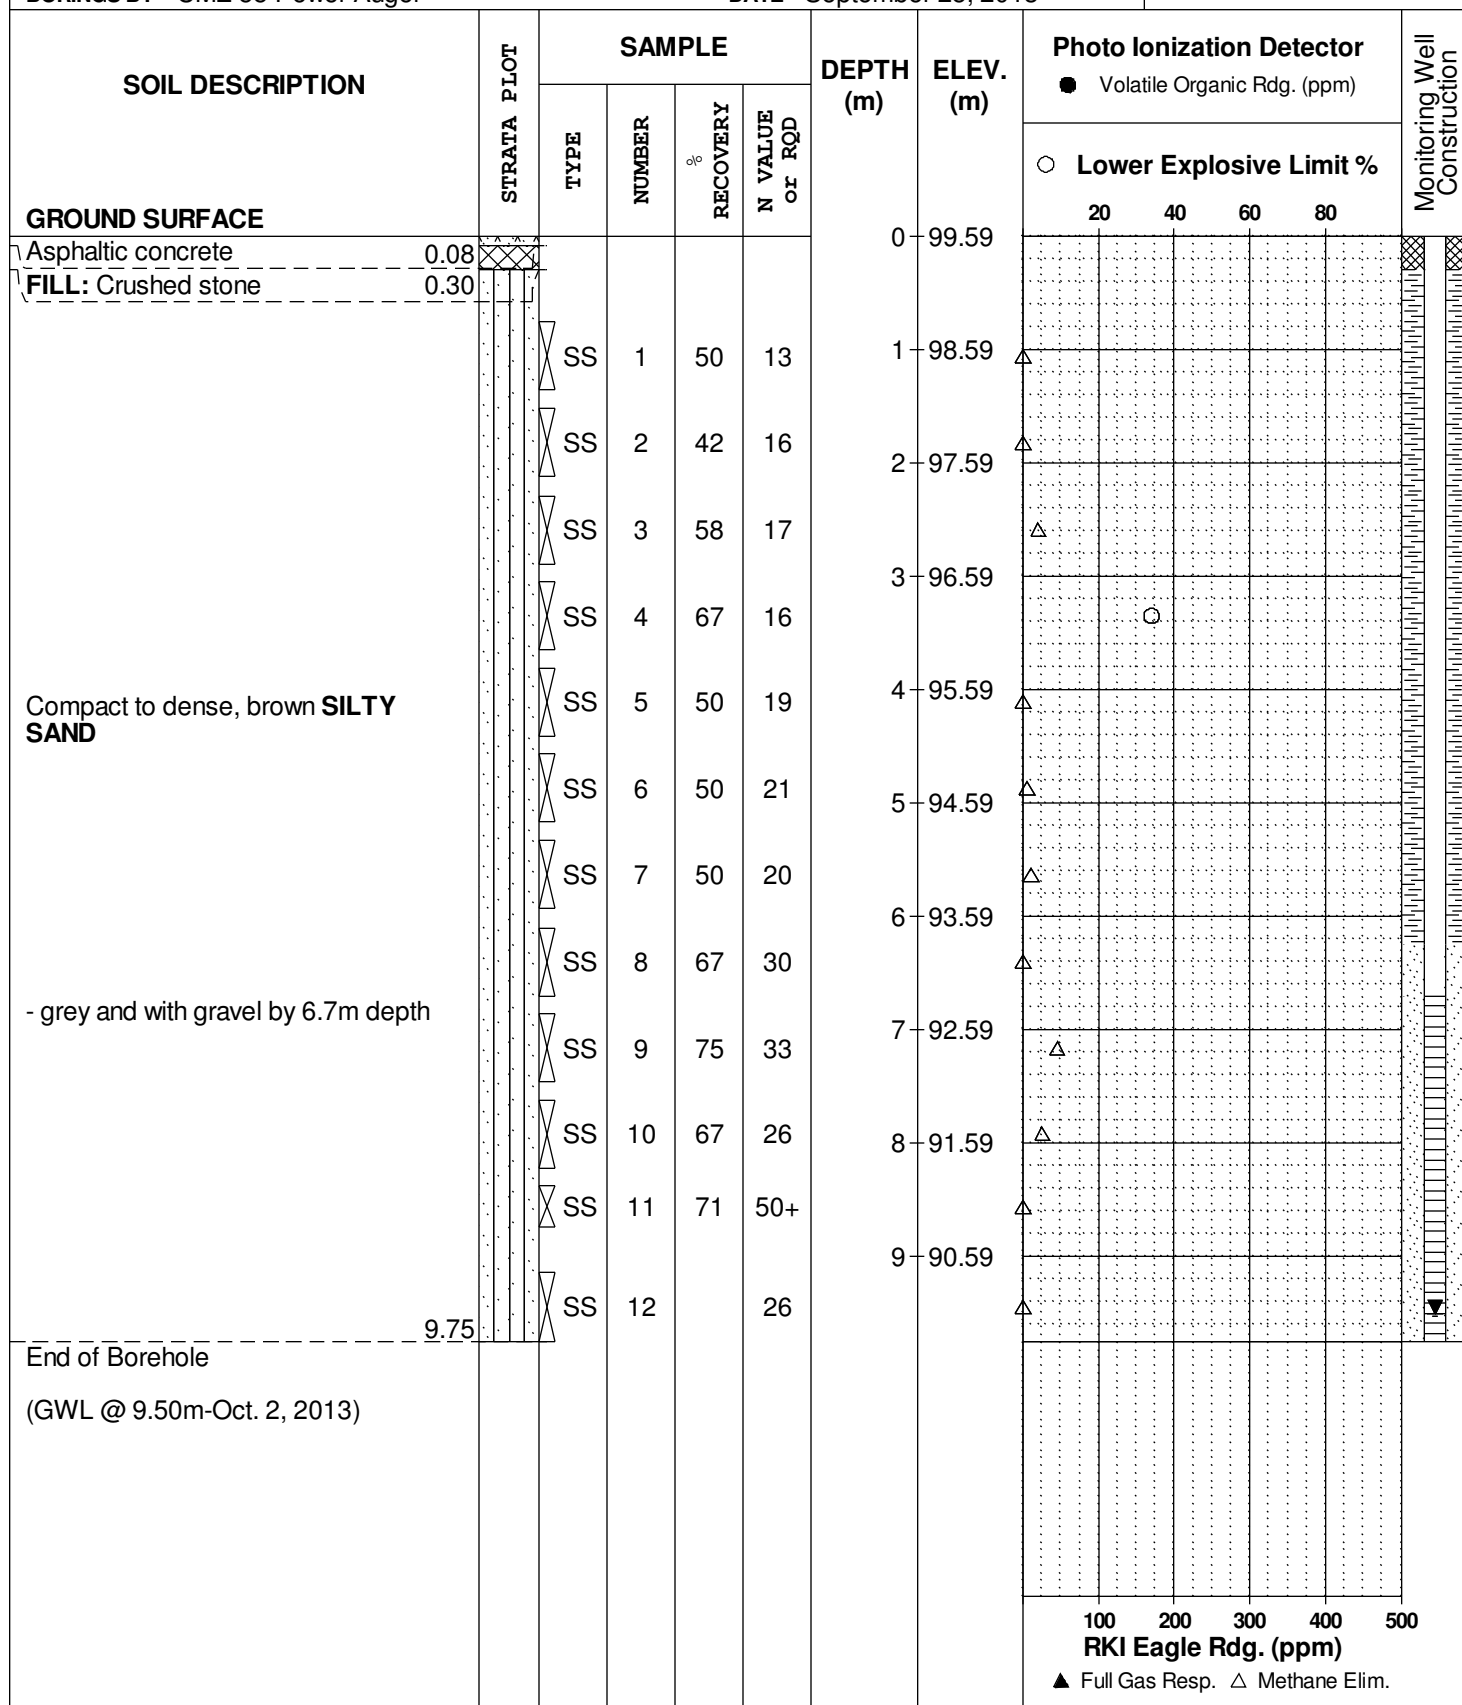 SOIL DESCRIPTION
STRATA PLOT
SAMPLE
TYPE
NUMBER
% RECOVERY
N VALUE or RQD
DEPTH (m)
ELEV. (m)
Photo Ionization Detector
● Volatile Organic Rdg. (ppm)
○ Lower Explosive Limit %
20 40 60 80
Monitoring Well Construction
GROUND SURFACE
0 99.59
Asphaltic concrete 0.08
FILL: Crushed stone 0.30
SS 1 50 13
1 98.59
SS 2 42 16
2 97.59
SS 3 58 17
3 96.59
SS 4 67 16
4 95.59
Compact to dense, brown SILTY
SAND
SS 5 50 19
SS 6 50 21
5 94.59
SS 7 50 20
6 93.59
SS 8 67 30
- grey and with gravel by 6.7m depth
7 92.59
SS 9 75 33
SS 10 67 26
8 91.59
SS 11 71 50+
9 90.59
SS 12 26
9.75
End of Borehole
(GWL @ 9.50m-Oct. 2, 2013)
100 200 300 400 500
RKI Eagle Rdg. (ppm)
▲ Full Gas Resp. △ Methane Elim.